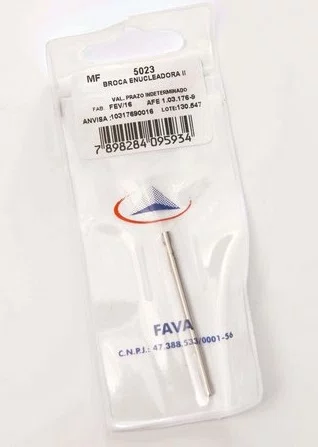 MF 5023
BROCA ENUCLEADORA II
VAL. PRAZO INDETERMINADO
FAB. FEV/16 AFE 1.03.176-9
ANVISA :10317690016 LOTE:130.547
7 898284 095934
FAVA
C.N.P.J.: 47.388.533/0001-56